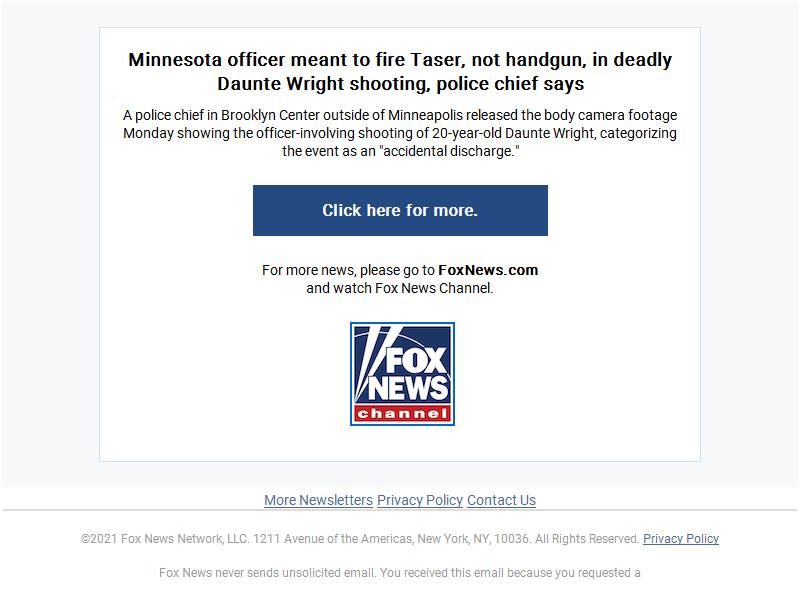 Minnesota officer meant to fire Taser, not handgun, in deadly
Daunte Wright shooting, police chief says
A police chief in Brooklyn Center outside of Minneapolis released the body camera footage
Monday showing the officer-involving shooting of 20-year-old Daunte Wright, categorizing
the event as an "accidental discharge."
Click here for more.
For more news, please go to FoxNews.com
and watch Fox News Channel.
FOX
NEWS
channel
More Newsletters Privacy Policy Contact Us
©2021 Fox News Network, LLC. 1211 Avenue of the Americas, New York, NY, 10036. All Rights Reserved. Privacy Policy
Fox News never sends unsolicited email. You received this email because you requested a